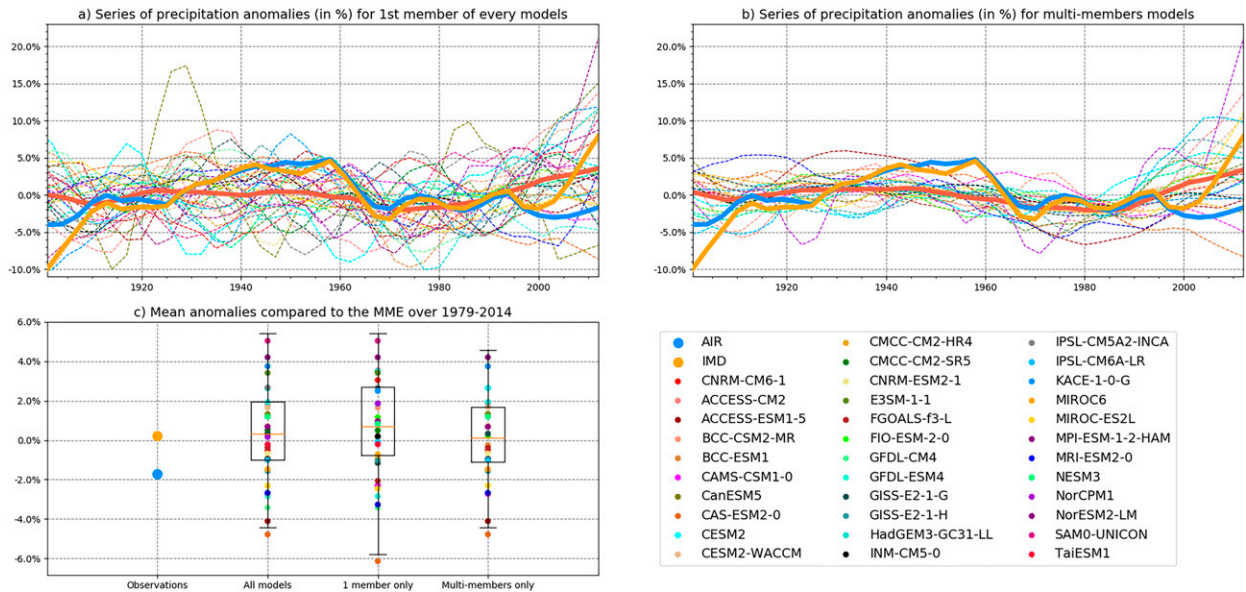 a) Series of precipitation anomalies (in %) for 1st member of every models
20.0%
15.0%
10.0%
5.0%
0.0%
-5.0%
-10.0%
1920 1940 1960 1980 2000
b) Series of precipitation anomalies (in %) for multi-members models
20.0%
15.0%
10.0%
5.0%
0.0%
-5.0%
-10.0%
1920 1940 1960 1980 2000
c) Mean anomalies compared to the MME over 1979-2014
6.0%
4.0%
2.0%
0.0%
-2.0%
-4.0%
-6.0%
Observations All models 1 member only Multi-members only
AIR
IMD
CNRM-CM6-1
ACCESS-CM2
ACCESS-ESM1-5
BCC-CSM2-MR
BCC-ESM1
CAMS-CSM1-0
CanESM5
CAS-ESM2-0
CESM2
CESM2-WACCM
CMCC-CM2-HR4
CMCC-CM2-SR5
CNRM-ESM2-1
E3SM-1-1
FGOALS-f3-L
FIO-ESM-2-0
GFDL-CM4
GFDL-ESM4
GISS-E2-1-G
GISS-E2-1-H
HadGEM3-GC31-LL
INM-CM5-0
IPSL-CM5A2-INCA
IPSL-CM6A-LR
KACE-1-0-G
MIROC6
MIROC-ES2L
MPI-ESM-1-2-HAM
MRI-ESM2-0
NESM3
NorCPM1
NorESM2-LM
SAM0-UNICON
TaiESM1